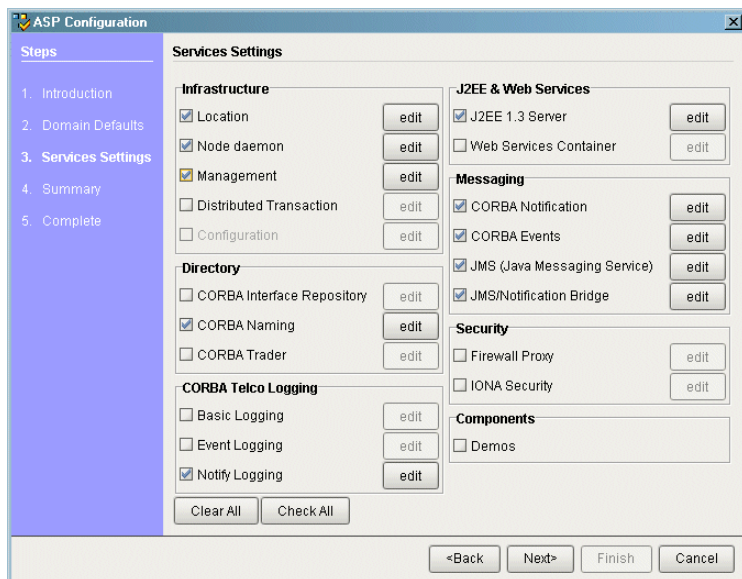 ASP Configuration
Steps
1. Introduction
2. Domain Defaults
3. Services Settings
4. Summary
5. Complete
Services Settings
Infrastructure
Location edit
Node daemon edit
Management edit
Distributed Transaction edit
Configuration edit
Directory
CORBA Interface Repository edit
CORBA Naming edit
CORBA Trader edit
CORBA Telco Logging
Basic Logging edit
Event Logging edit
Notify Logging edit
Clear All Check All
J2EE & Web Services
J2EE 1.3 Server edit
Web Services Container edit
Messaging
CORBA Notification edit
CORBA Events edit
JMS (Java Messaging Service) edit
JMS/Notification Bridge edit
Security
Firewall Proxy edit
IONA Security edit
Components
Demos
<Back Next> Finish Cancel